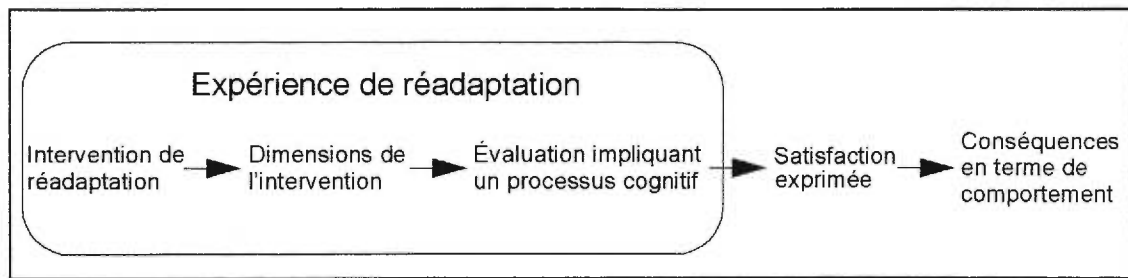 Expérience de réadaptation
Intervention de
réadaptation
Dimensions de
l'intervention
Évaluation impliquant
un processus cognitif
Satisfaction
exprimée
Conséquences
en terme de
comportement